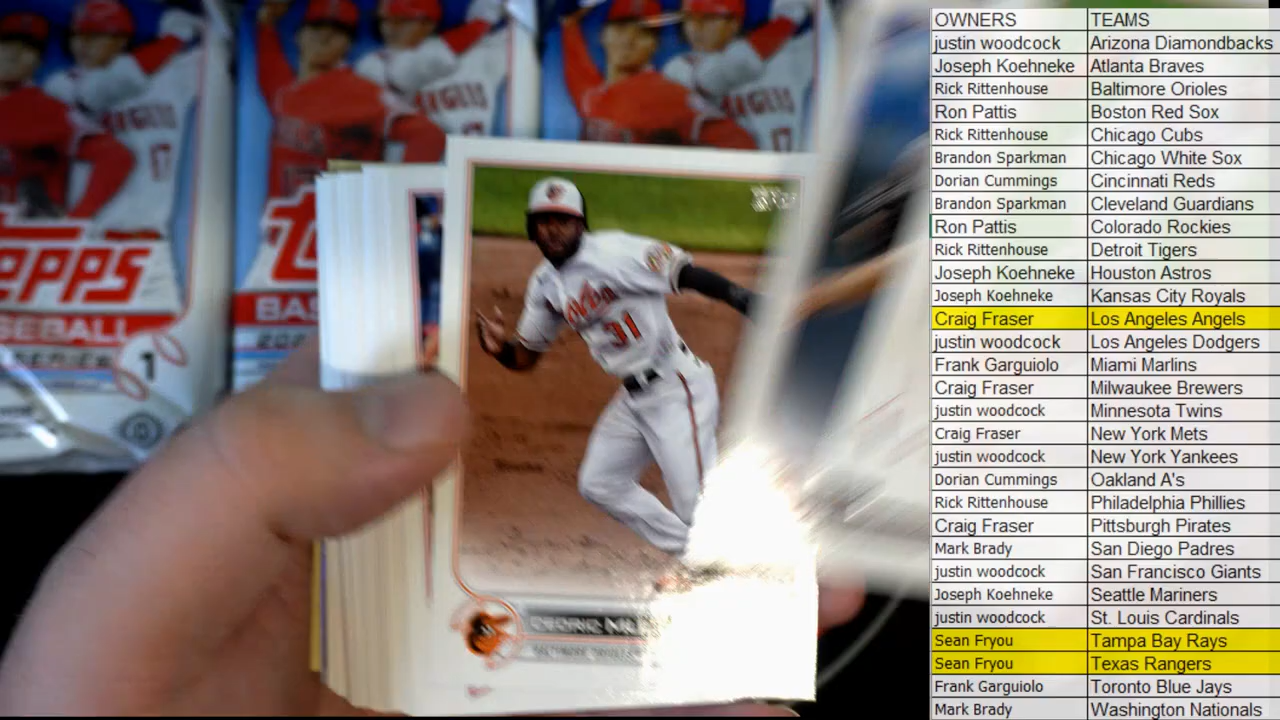 OWNERS TEAMS
justin woodcock Arizona Diamondbacks
Joseph Koehneke Atlanta Braves
Rick Rittenhouse Baltimore Orioles
Ron Pattis Boston Red Sox
Rick Rittenhouse Chicago Cubs
Brandon Sparkman Chicago White Sox
Dorian Cummings Cincinnati Reds
Brandon Sparkman Cleveland Guardians
Ron Pattis Colorado Rockies
Rick Rittenhouse Detroit Tigers
Joseph Koehneke Houston Astros
Joseph Koehneke Kansas City Royals
Craig Fraser Los Angeles Angels
justin woodcock Los Angeles Dodgers
Frank Garguiolo Miami Marlins
Craig Fraser Milwaukee Brewers
justin woodcock Minnesota Twins
Craig Fraser New York Mets
justin woodcock New York Yankees
Dorian Cummings Oakland A's
Rick Rittenhouse Philadelphia Phillies
Craig Fraser Pittsburgh Pirates
Mark Brady San Diego Padres
justin woodcock San Francisco Giants
Joseph Koehneke Seattle Mariners
justin woodcock St. Louis Cardinals
Sean Fryou Tampa Bay Rays
Sean Fryou Texas Rangers
Frank Garguiolo Toronto Blue Jays
Mark Brady Washington Nationals
31
17
1